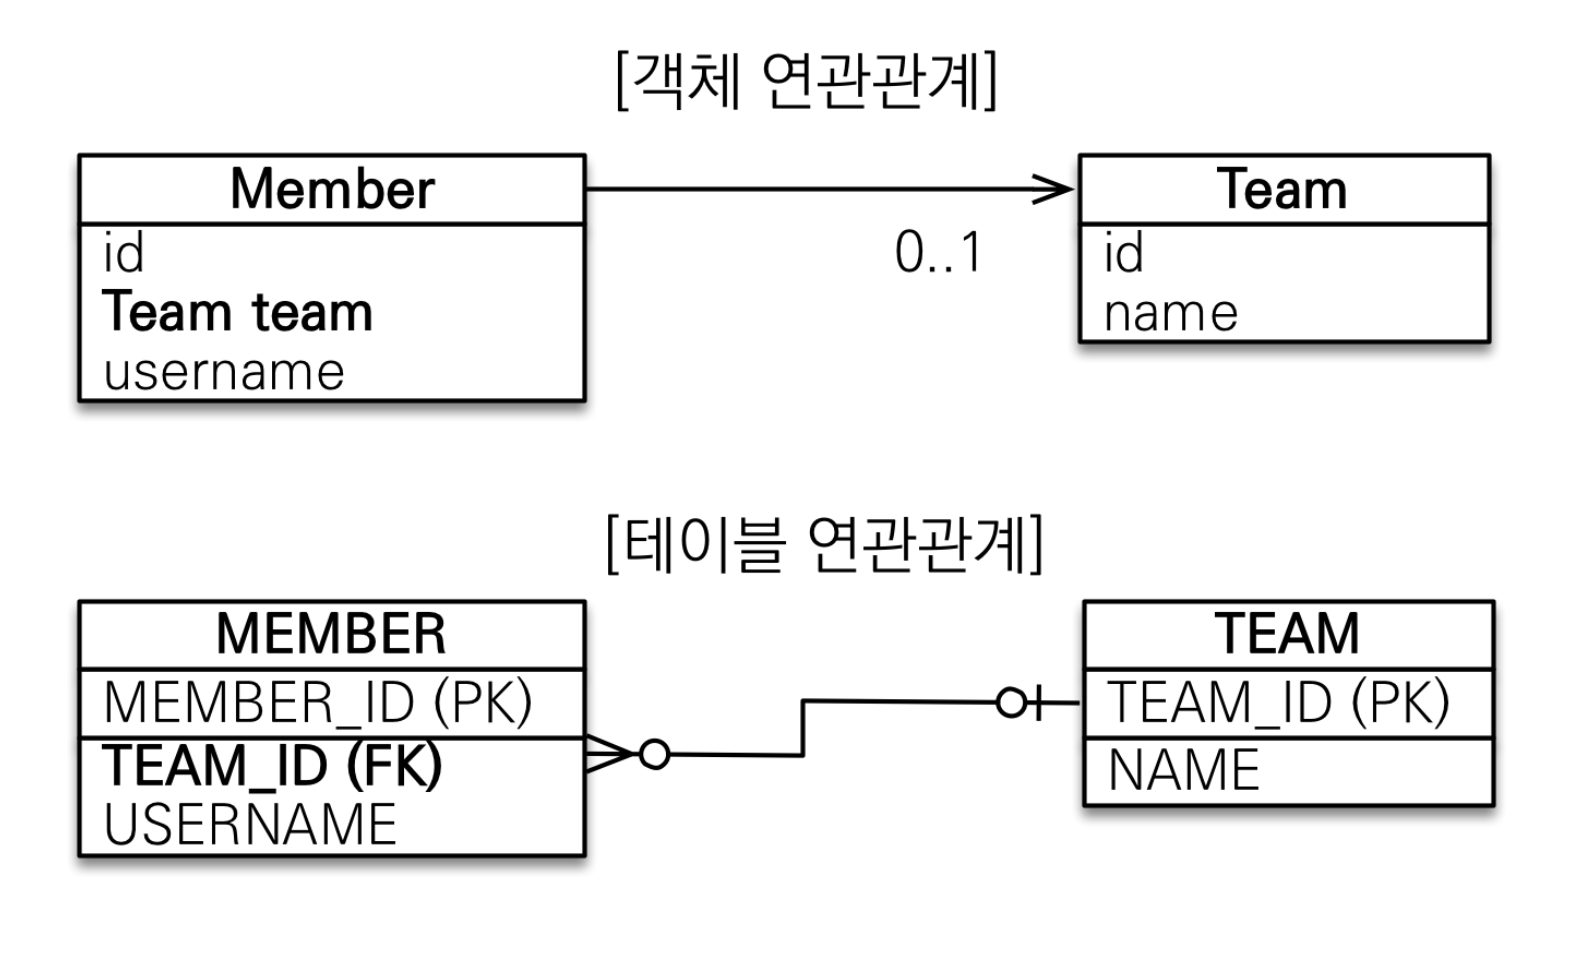 [객체 연관관계]
Member
id
Team team
username
0..1
Team
id
name
[테이블 연관관계]
MEMBER
MEMBER_ID (PK)
TEAM_ID (FK)
USERNAME
TEAM
TEAM_ID (PK)
NAME